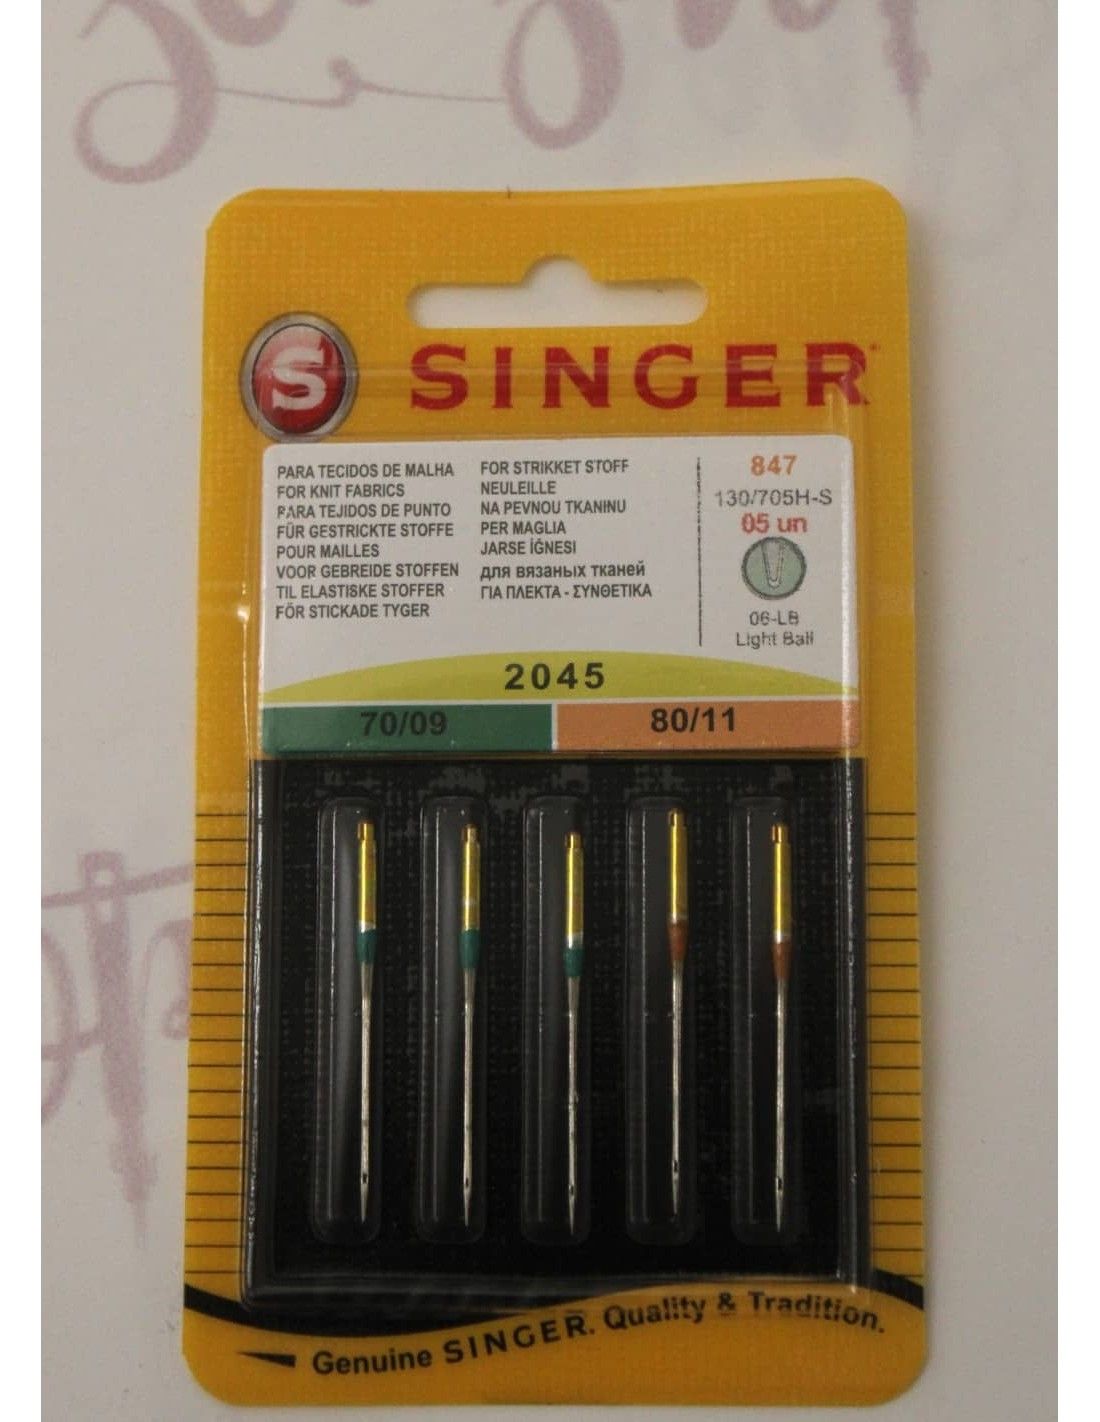 S SINGER
PARA TECIDOS DE MALHA
FOR KNIT FABRICS
PARA TEJIDOS DE PUNTO
FÜR GESTRICKTE STOFFE
POUR MAILLES
VOOR GEBREIDE STOFFEN
TIL ELASTISKE STOFFER
FÖR STICKADE TYGER
FOR STRIKKET STOFF
NEULEILLE
NA PEVNOU TKANINU
PER MAGLIA
JARSE İĞNESI
для вязаных тканей
ΓΙΑ ΠΛΕΚΤΑ - ΣΥΝΘΕΤΙΚΑ
847
130/705H-S
05 un
06-LB
Light Ball
2045
70/09 80/11
Genuine SINGER. Quality & Tradition.